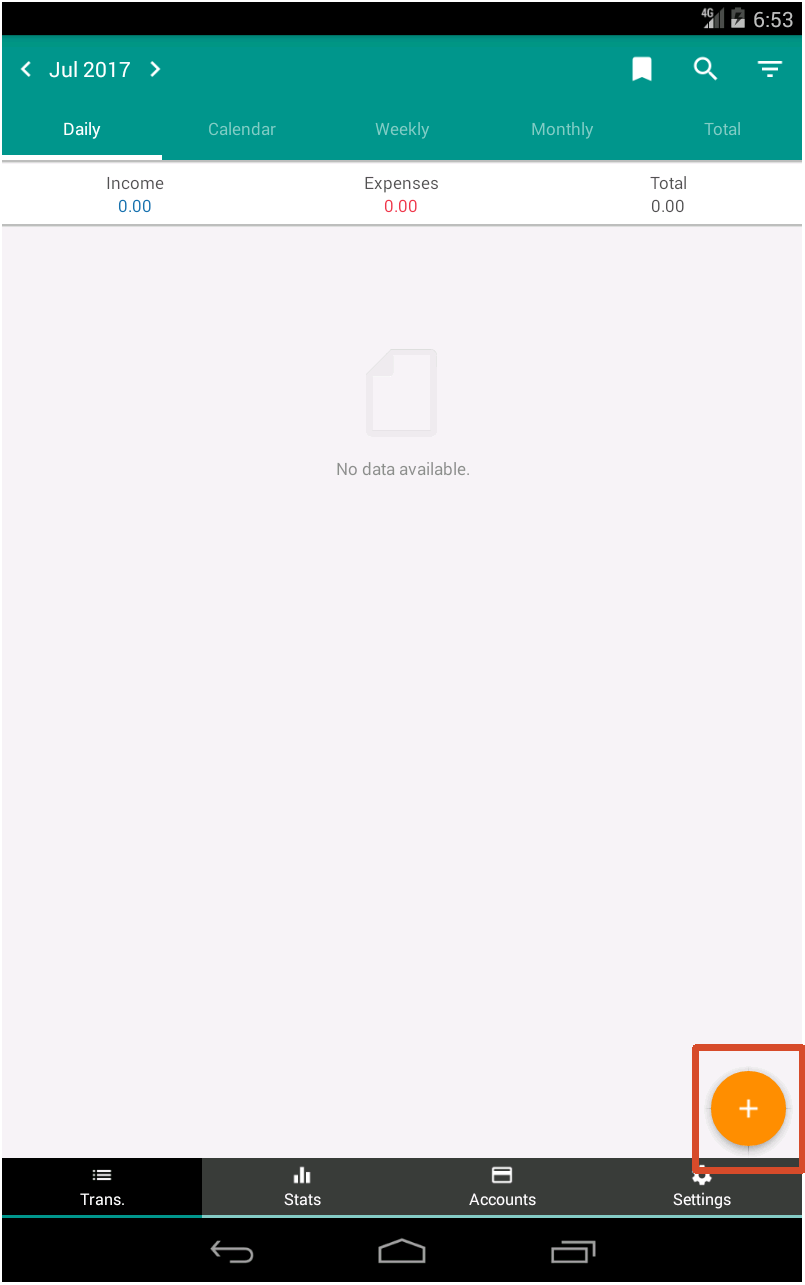 4G 6:53
Jul 2017
Daily Calendar Weekly Monthly Total
Income Expenses Total
0.00 0.00 0.00
No data available.
Trans. Stats Accounts Settings